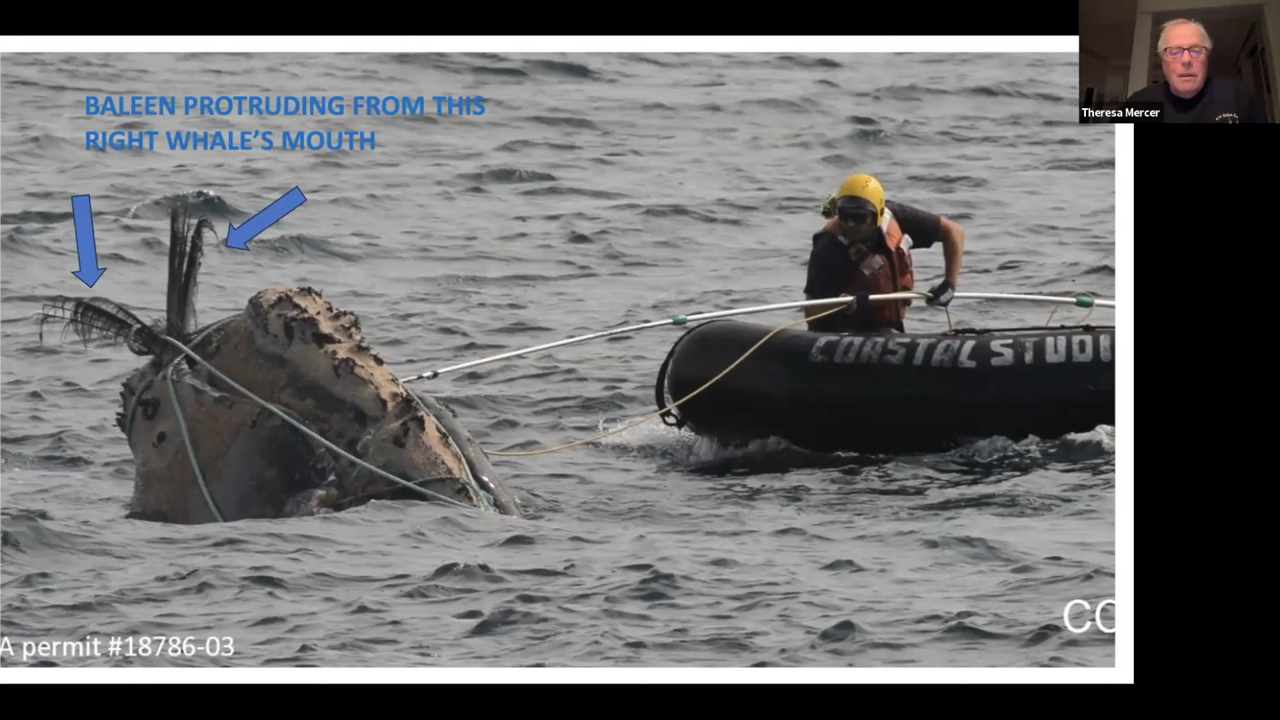 BALEEN PROTRUDING FROM THIS
RIGHT WHALE'S MOUTH
Theresa Mercer
COASTAL STUDI
A permit #18786-03
CC